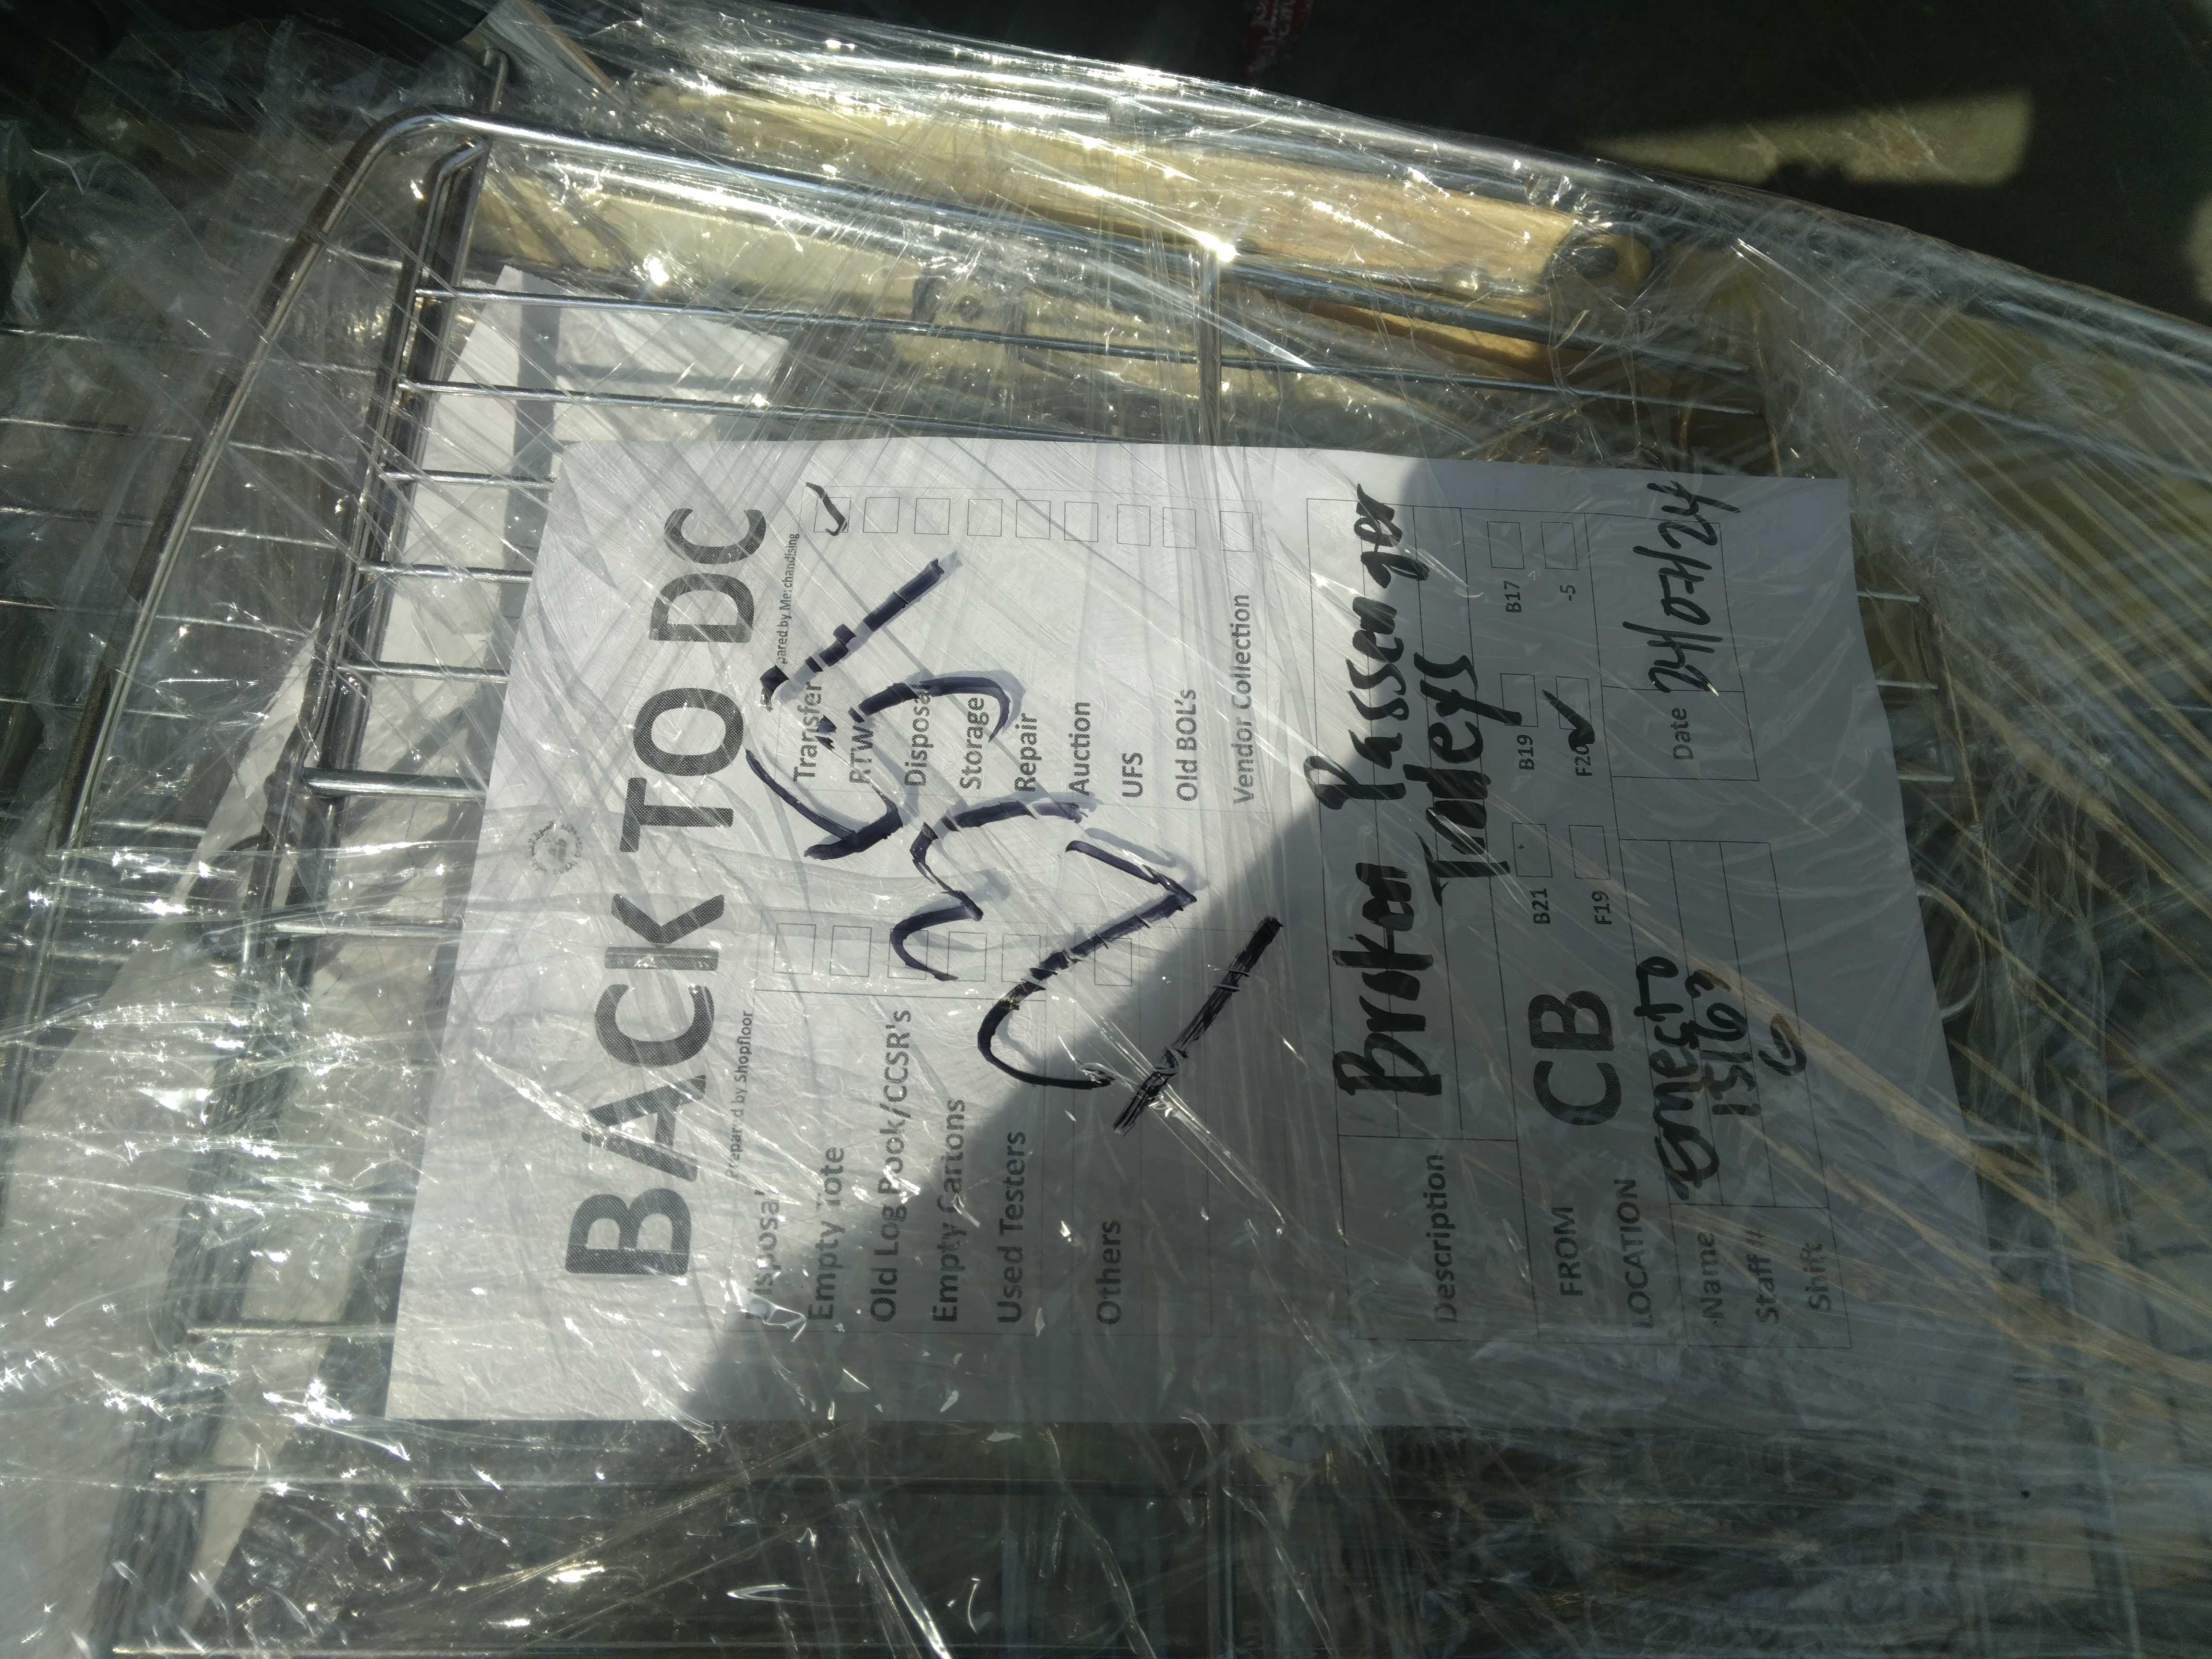 BACK TO DC
Prepared by Shopfloor
Prepared by Merchandising
Disposal
Empty Tote
Old Log Book/CCSR's
Empty Cartons
Used Testers
Others
Transfer
RTW
Disposal
Storage
Repair
Auction
UFS
Old BOL's
Vendor Collection
Description Broken Passenger
FROM LOCATION CB
B21 B19 B17
F19 F20 -5
Name
Staff # 15163
Shift 6
Date 24/07/24